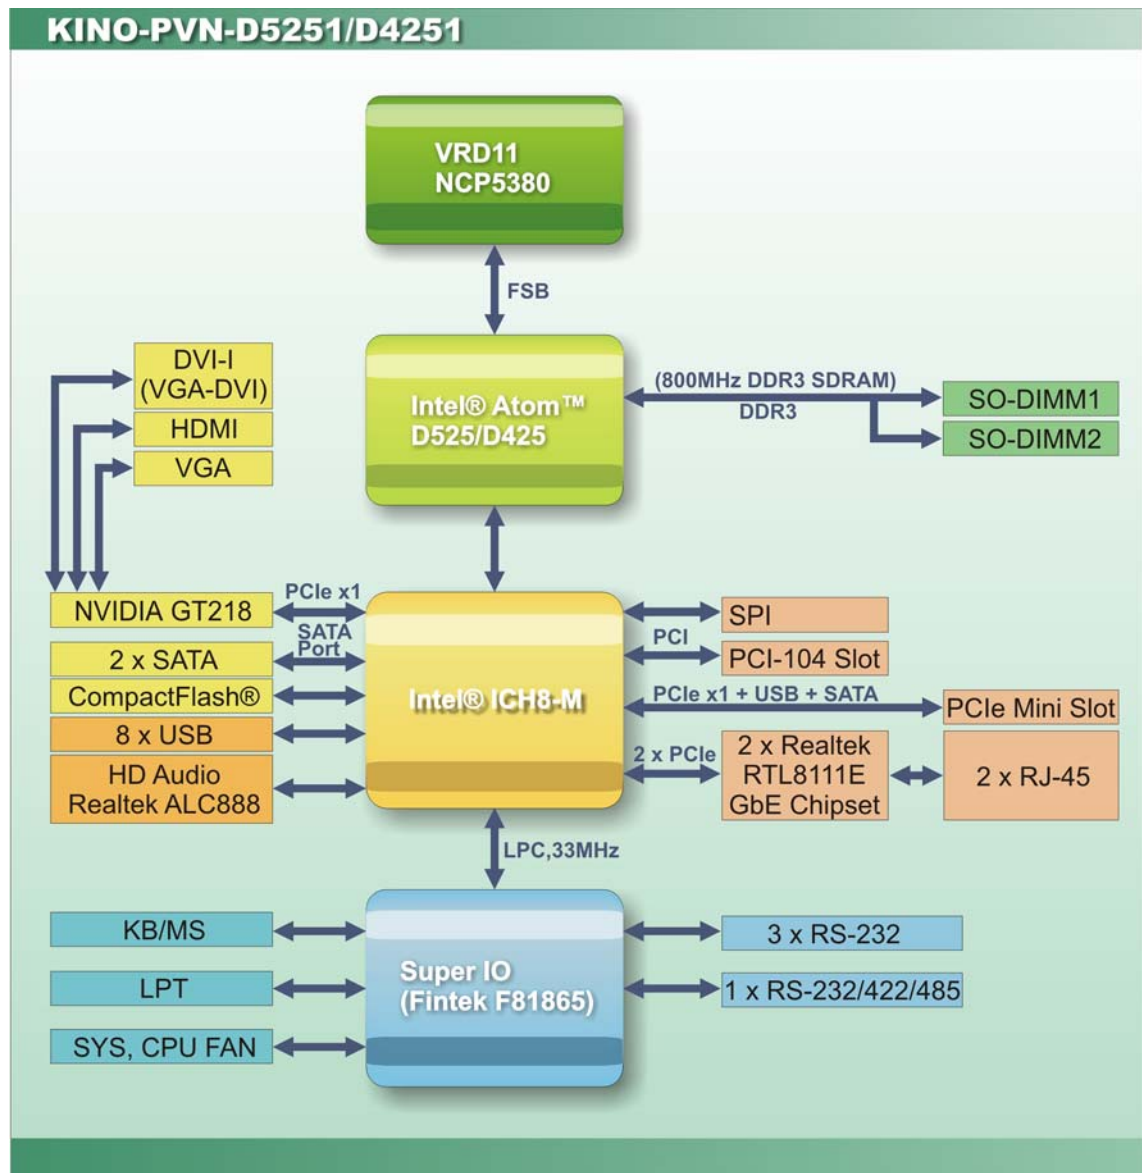 KINO-PVN-D5251/D4251
VRD11
NCP5380
FSB
DVI-I
(VGA-DVI)
HDMI
VGA
Intel® Atom™
D525/D425
(800MHz DDR3 SDRAM)
DDR3
SO-DIMM1
SO-DIMM2
NVIDIA GT218
PCIe x1
2 x SATA
SATA
Port
CompactFlash®
8 x USB
HD Audio
Realtek ALC888
Intel® ICH8-M
SPI
PCI
PCI-104 Slot
PCIe x1 + USB + SATA
PCIe Mini Slot
2 x PCIe
2 x Realtek
RTL8111E
GbE Chipset
2 x RJ-45
LPC,33MHz
KB/MS
LPT
SYS, CPU FAN
Super IO
(Fintek F81865)
3 x RS-232
1 x RS-232/422/485